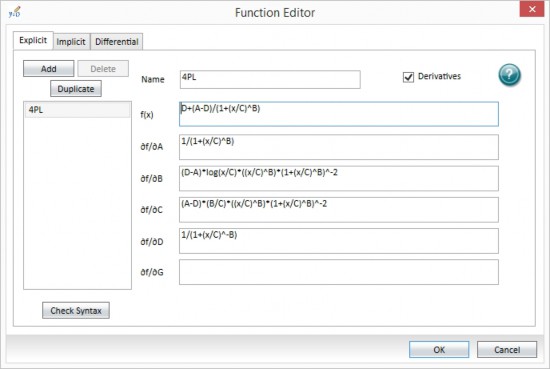 Function Editor
Explicit Implicit Differential
Add Delete
Duplicate
4PL
Name 4PL Derivatives ?
f(x) D+(A-D)/(1+(x/C)^B)
∂f/∂A 1/(1+(x/C)^B)
∂f/∂B (D-A)*log(x/C)*((x/C)^B)*(1+(x/C)^B)^-2
∂f/∂C (A-D)*(B/C)*((x/C)^B)*(1+(x/C)^B)^-2
∂f/∂D 1/(1+(x/C)^-B)
∂f/∂G
Check Syntax
OK Cancel